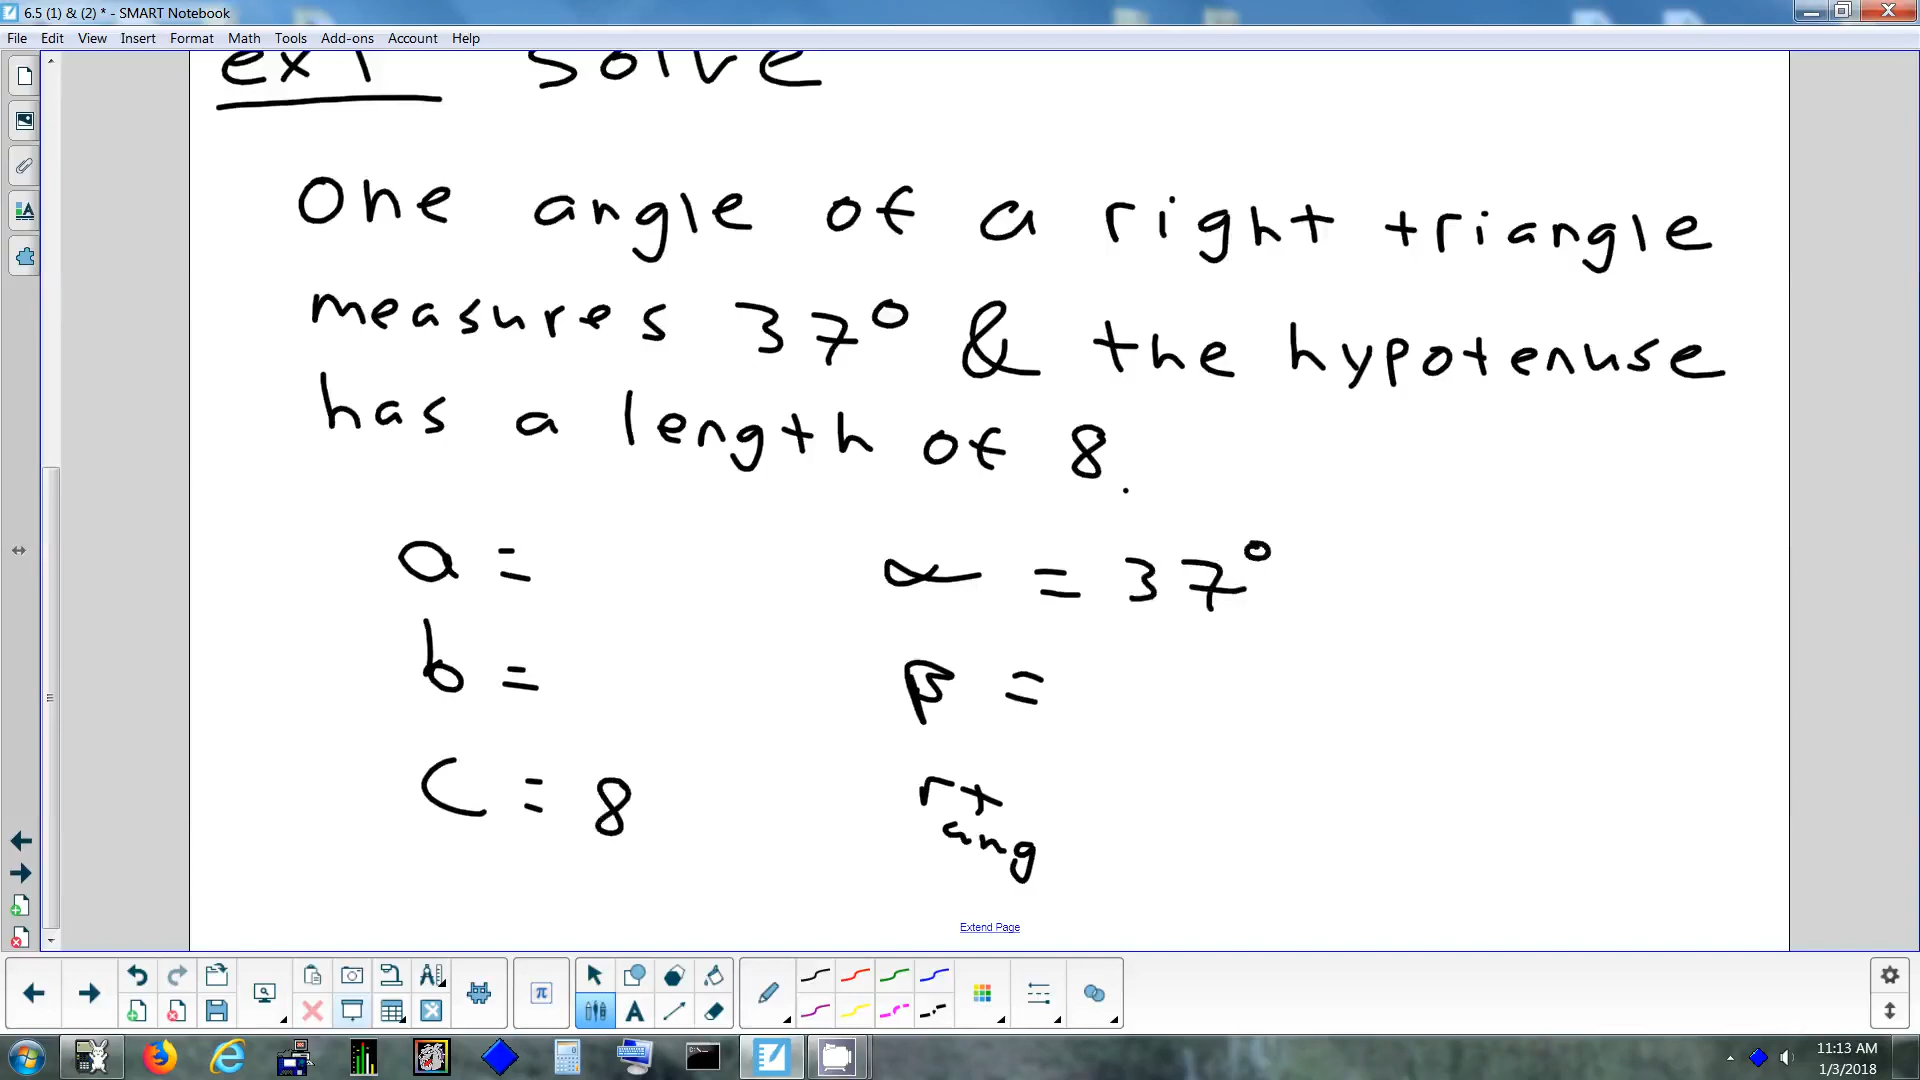 6.5 (1) & (2) * - SMART Notebook
File Edit View Insert Format Math Tools Add-ons Account Help
ex1 Solve
One angle of a right triangle
measures 37° & the hypotenuse
has a length of 8.
a = α = 37°
b = β =
c = 8 rt
ang
Extend Page
11:13 AM
1/3/2018